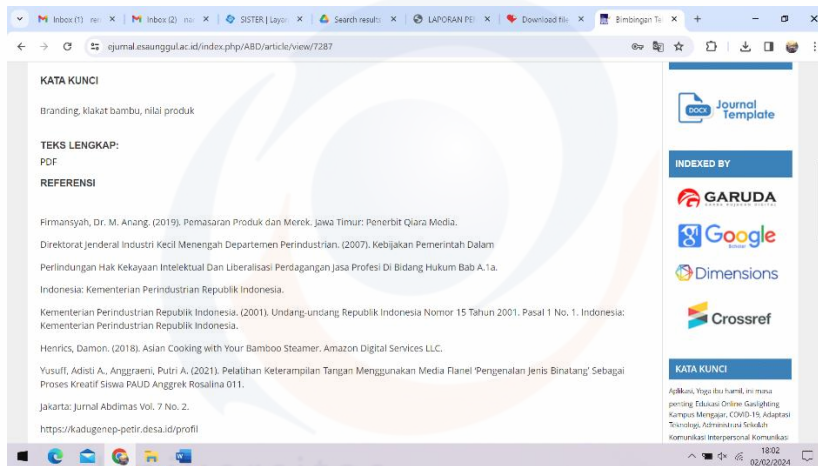 Inbox (1)
Inbox (2)
SISTER | Layan
Search results
LAPORAN PEI
Download file
Bimbingan Te
ejurnal.esaunggul.ac.id/index.php/ABD/article/view/7287
KATA KUNCI
Branding, klakat bambu, nilai produk
TEKS LENGKAP:
PDF
REFERENSI
Firmansyah, Dr. M. Anang. (2019). Pemasaran Produk dan Merek. Jawa Timur: Penerbit Qiara Media.
Direktorat Jenderal Industri Kecil Menengah Departemen Perindustrian. (2007). Kebijakan Pemerintah Dalam
Perlindungan Hak Kekayaan Intelektual Dan Liberalisasi Perdagangan Jasa Profesi Di Bidang Hukum Bab A.1a.
Indonesia: Kementerian Perindustrian Republik Indonesia.
Kementerian Perindustrian Republik Indonesia. (2001). Undang-undang Republik Indonesia Nomor 15 Tahun 2001. Pasal 1 No. 1. Indonesia:
Kementerian Perindustrian Republik Indonesia.
Henrics, Damon. (2018). Asian Cooking with Your Bamboo Steamer. Amazon Digital Services LLC.
Yusuff, Adisti A., Anggraeni, Putri A. (2021). Pelatihan Keterampilan Tangan Menggunakan Media Flanel 'Pengenalan Jenis Binatang' Sebagai
Proses Kreatif Siswa PAUD Anggrek Rosalina 011.
Jakarta: Jurnal Abdimas Vol. 7 No. 2.
https://kadugenep-petir.desa.id/profil
DOCX
Journal
Template
INDEXED BY
GARUDA
Google
Dimensions
Crossref
KATA KUNCI
Aplikasi, Yoga ibu hamil, ini masa
penting Edukasi Online Gaslighting
Kampus Mengajar, COVID-19, Adaptasi
Teknologi, Administrasi Sekolah
Komunikasi Interpersonal Komunikasi
18:02
02/02/2024